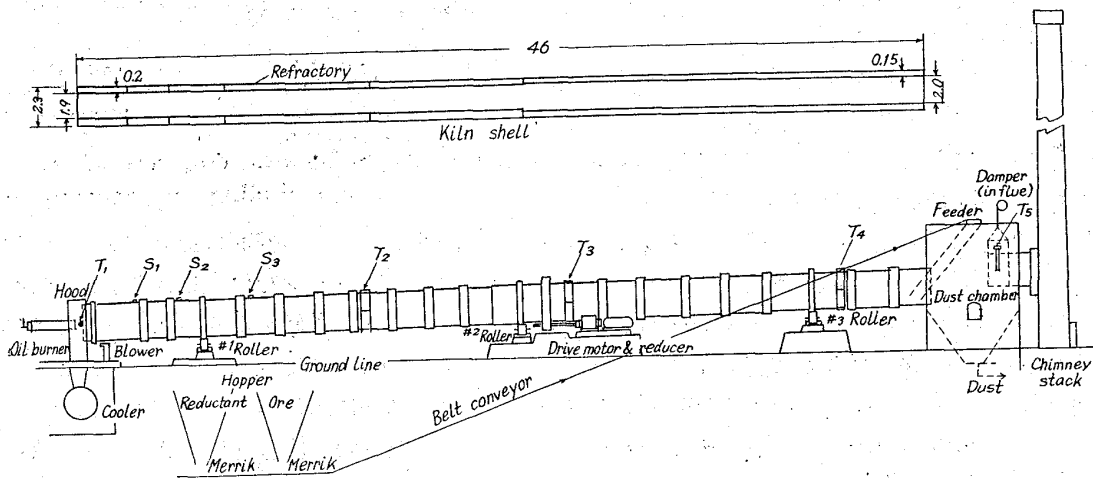 46
0.2
Refractory
0.15
2.3
1.9
2.0
Kiln shell
Damper
(in flue)
Feeder
T5
T1
S1
S2
S3
T2
T3
T4
Hood
Dust chamber
Oil burner
Blower
#1 Roller
#2 Roller
#3 Roller
Drive motor & reducer
Ground line
Chimney
stack
Dust
Hopper
Reductant
Ore
Cooler
Belt conveyor
Merrik
Merrik